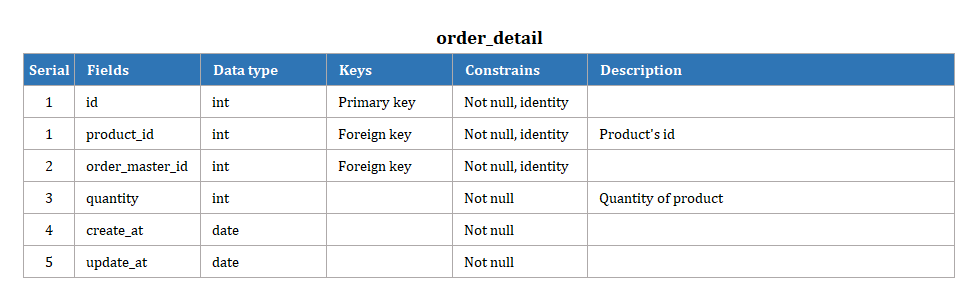 order_detail
Serial Fields Data type Keys Constrains Description
1 id int Primary key Not null, identity
1 product_id int Foreign key Not null, identity Product's id
2 order_master_id int Foreign key Not null, identity
3 quantity int Not null Quantity of product
4 create_at date Not null
5 update_at date Not null